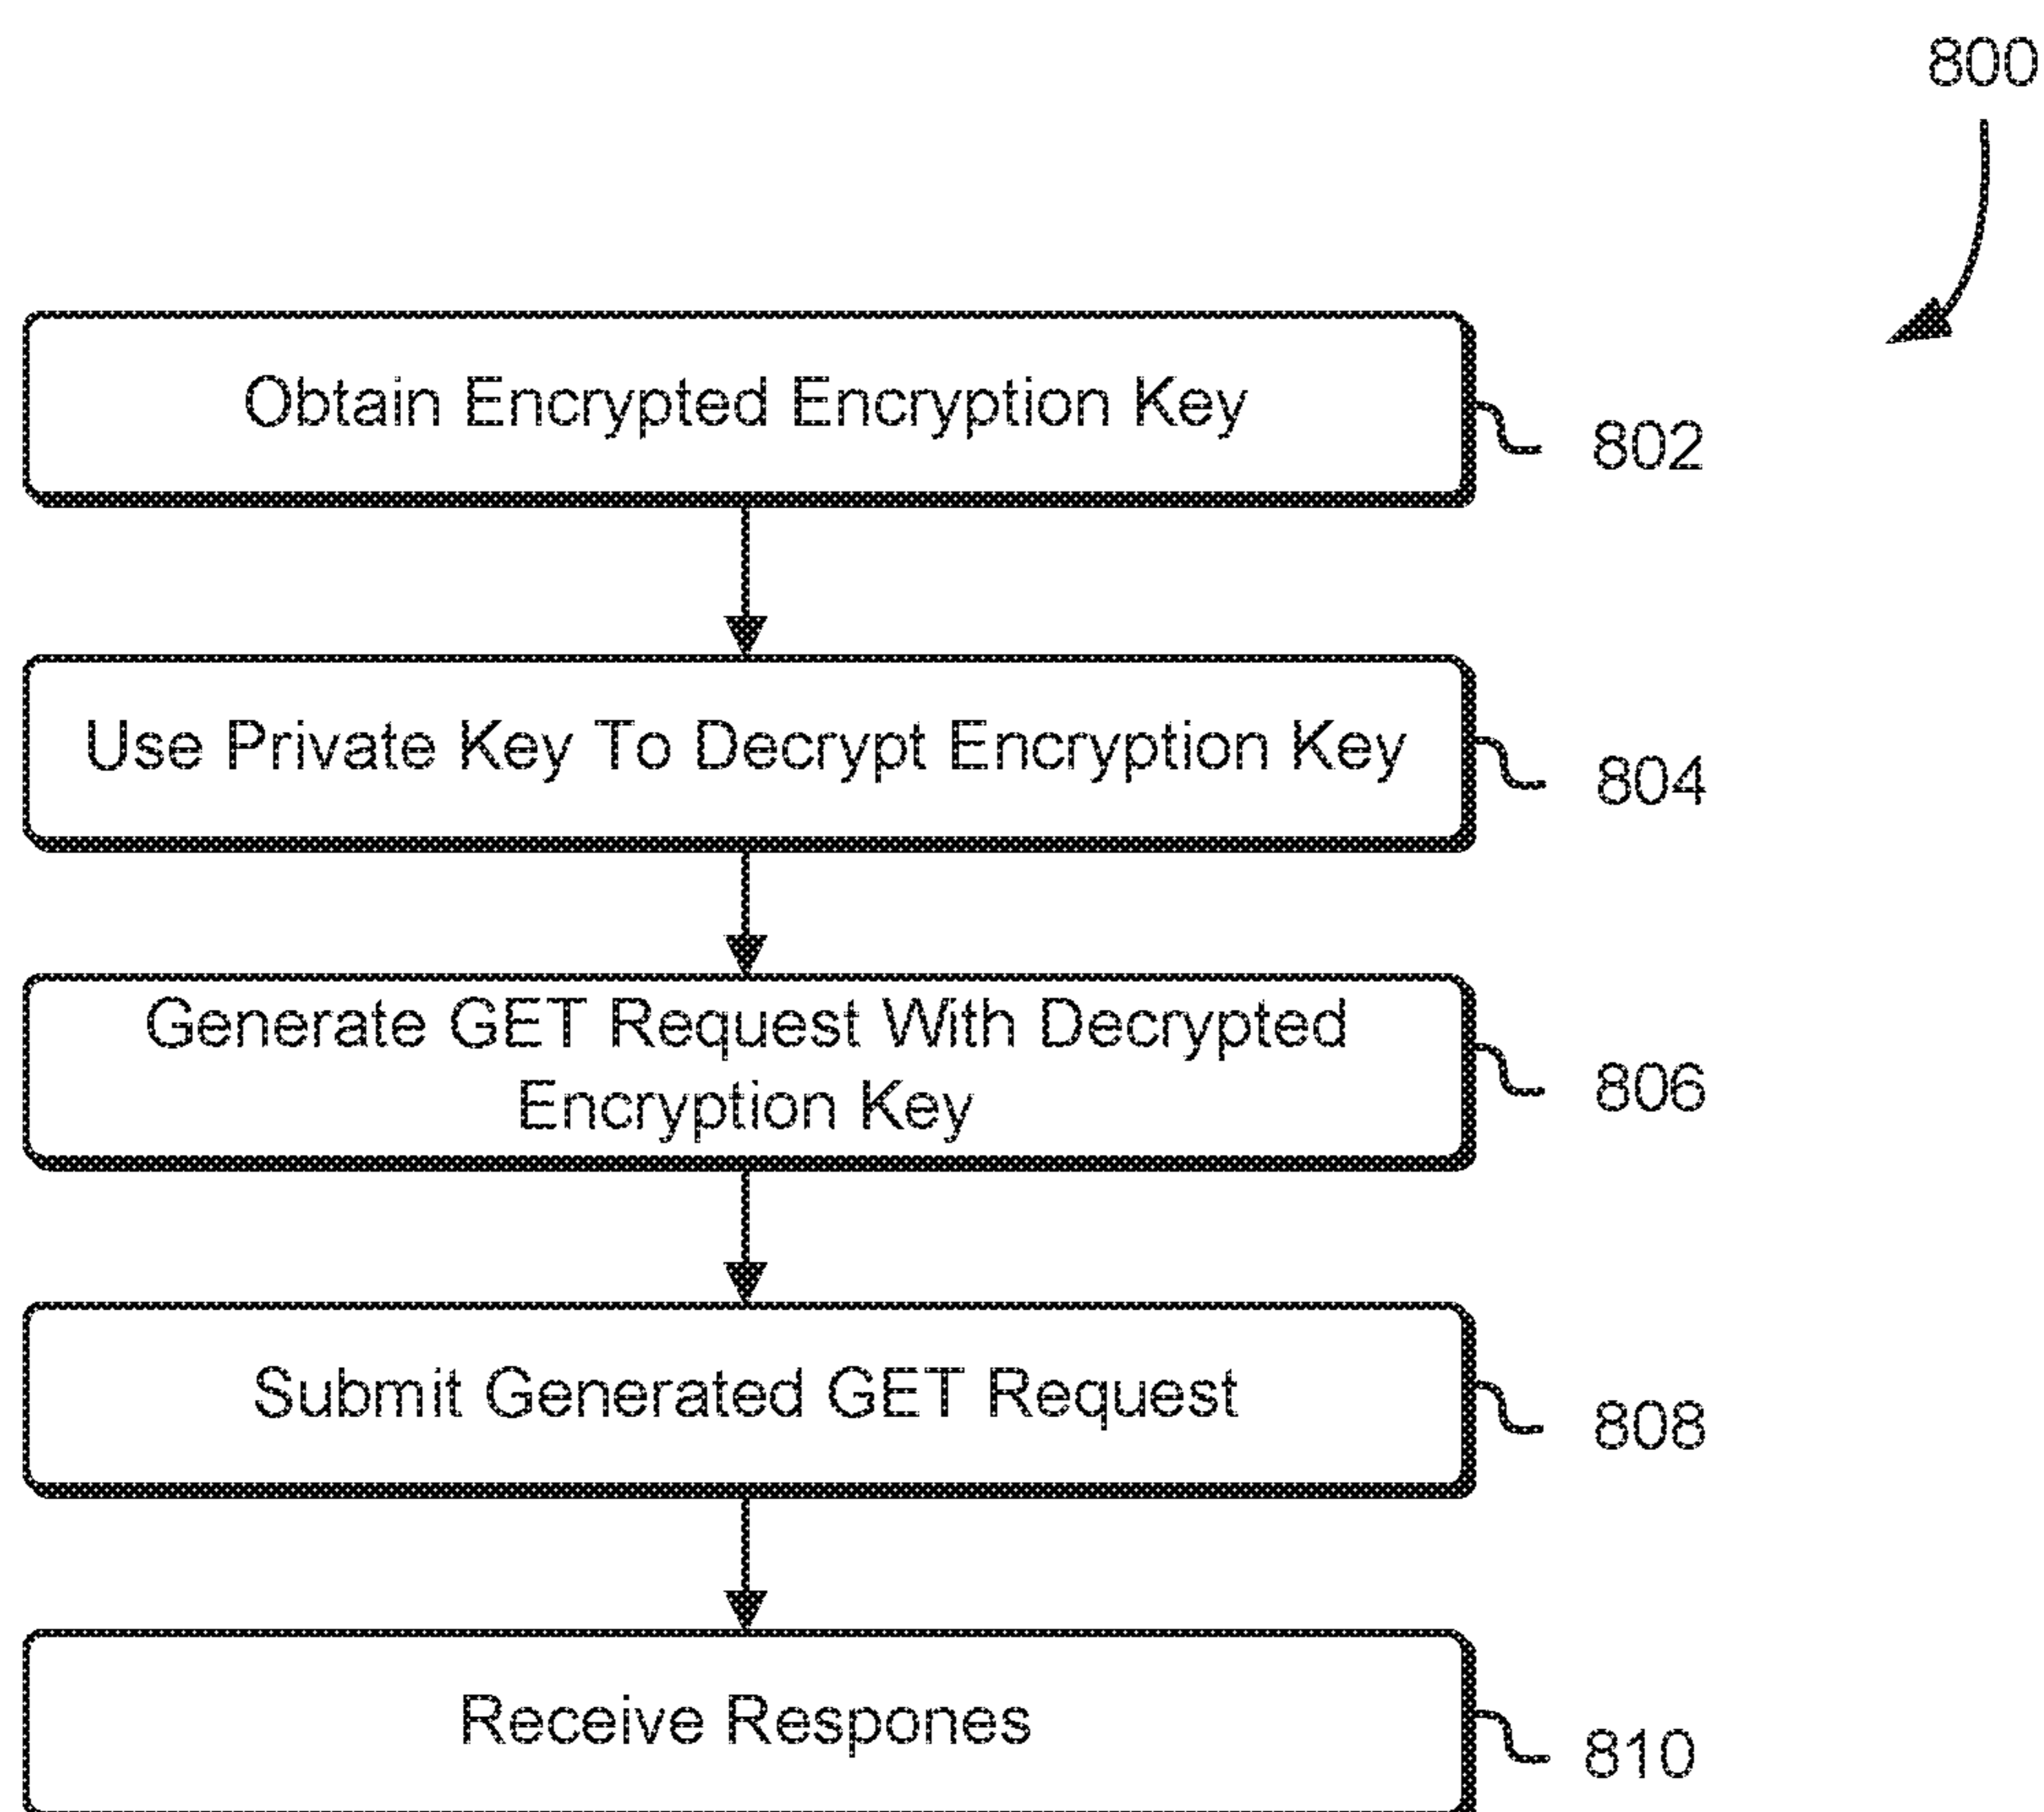 800
Obtain Encrypted Encryption Key
802
Use Private Key To Decrypt Encryption Key
804
Generate GET Request With Decrypted
Encryption Key
806
Submit Generated GET Request
808
Receive Respones
810